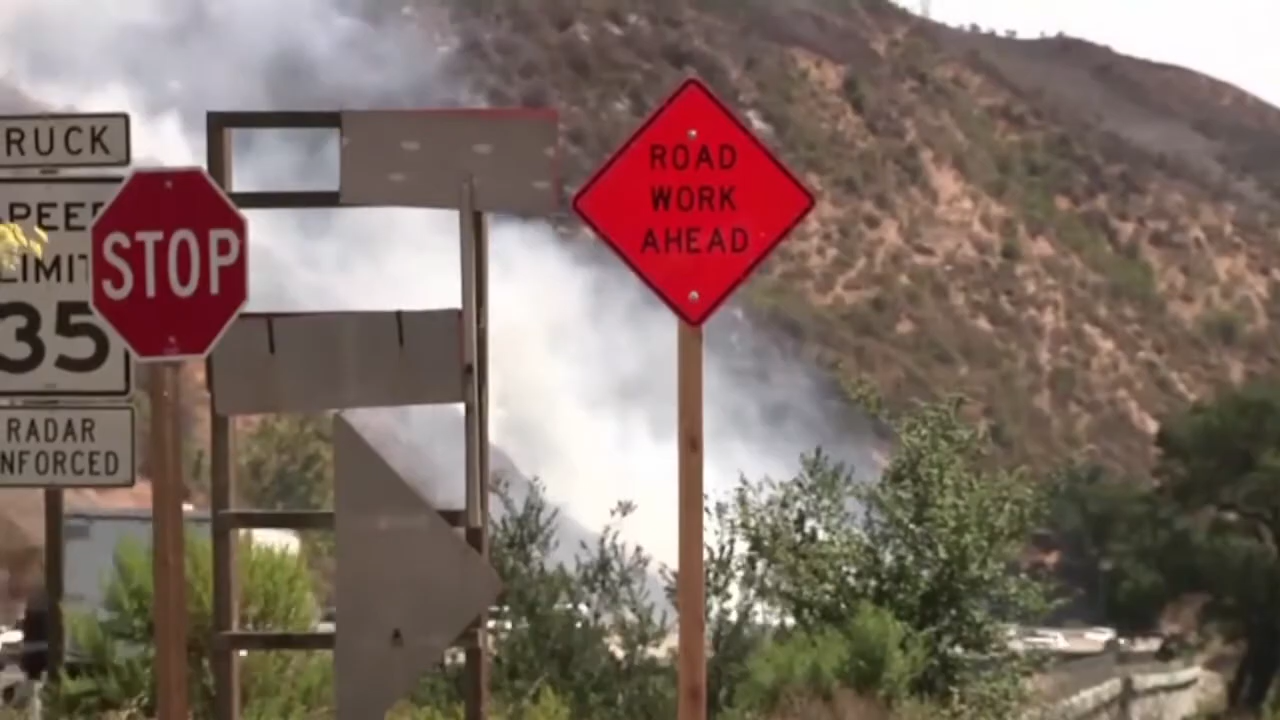 RUCK
PEED
LIMIT
35
RADAR
NFORCED
STOP
ROAD
WORK
AHEAD